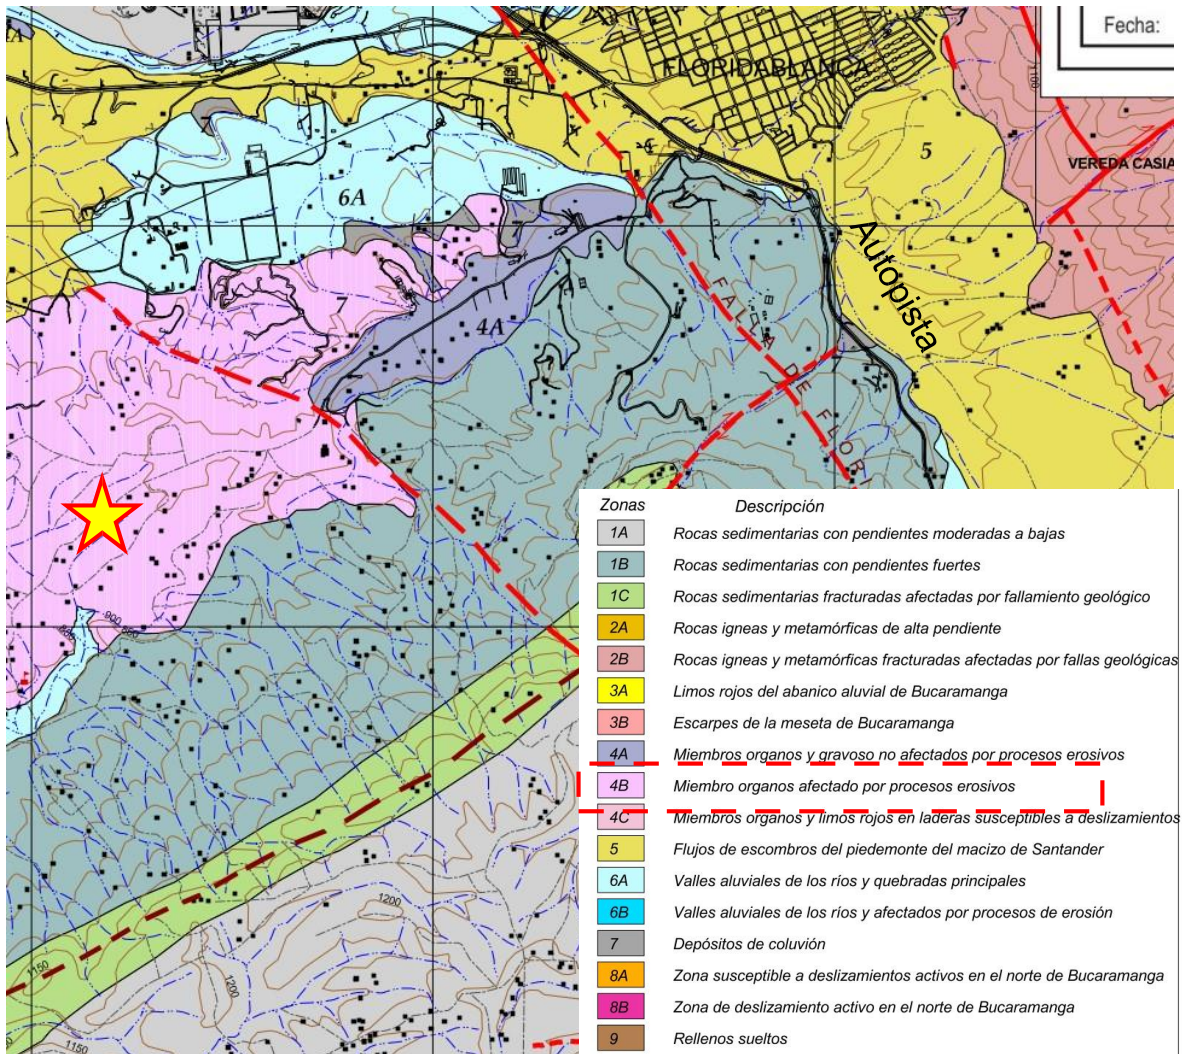 Fecha:
FLORIDABLANCA
5
VEREDA CASIA
1100
6A
7
7
Autopista
4A
FALLA DE FLOR
900
1200
1150
1200
1150
Zonas Descripción
1A Rocas sedimentarias con pendientes moderadas a bajas
1B Rocas sedimentarias con pendientes fuertes
1C Rocas sedimentarias fracturadas afectadas por fallamiento geológico
2A Rocas igneas y metamórficas de alta pendiente
2B Rocas igneas y metamórficas fracturadas afectadas por fallas geológicas
3A Limos rojos del abanico aluvial de Bucaramanga
3B Escarpes de la meseta de Bucaramanga
4A Miembros organos y gravoso no afectados por procesos erosivos
4B Miembro organos afectado por procesos erosivos
4C Miembros organos y limos rojos en laderas susceptibles a deslizamientos
5 Flujos de escombros del piedemonte del macizo de Santander
6A Valles aluviales de los ríos y quebradas principales
6B Valles aluviales de los ríos y afectados por procesos de erosión
7 Depósitos de coluvión
8A Zona susceptible a deslizamientos activos en el norte de Bucaramanga
8B Zona de deslizamiento activo en el norte de Bucaramanga
9 Rellenos sueltos